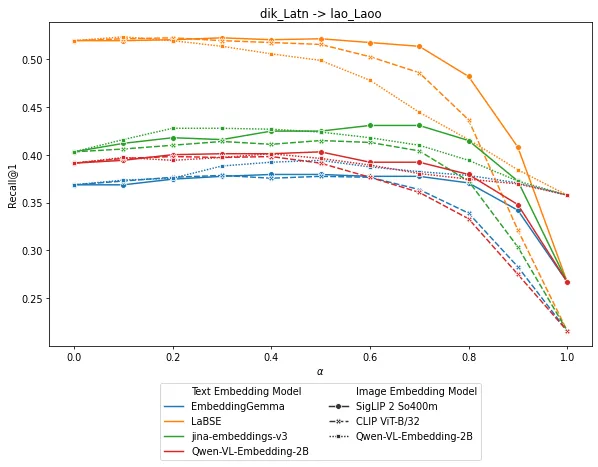 dik_Latn -> lao_Laoo
Recall@1
0.50
0.45
0.40
0.35
0.30
0.25
0.0
0.2
0.4
0.6
0.8
1.0
α
Text Embedding Model
EmbeddingGemma
LaBSE
jina-embeddings-v3
Qwen-VL-Embedding-2B
Image Embedding Model
SigLIP 2 So400m
CLIP ViT-B/32
Qwen-VL-Embedding-2B